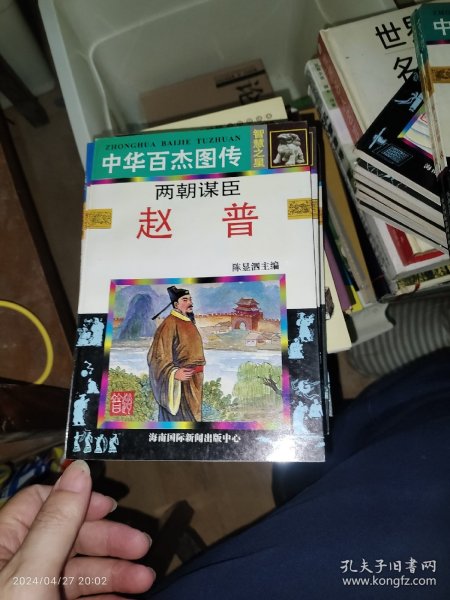 ZHONGHUA BAIJIE TUZHUAN
中华百杰图传
智慧之星
两朝谋臣
赵普
陈显泗主编
海南国际新闻出版中心
世界
名
2024/04/27 20:02
孔夫子旧书网
www.kongfz.com